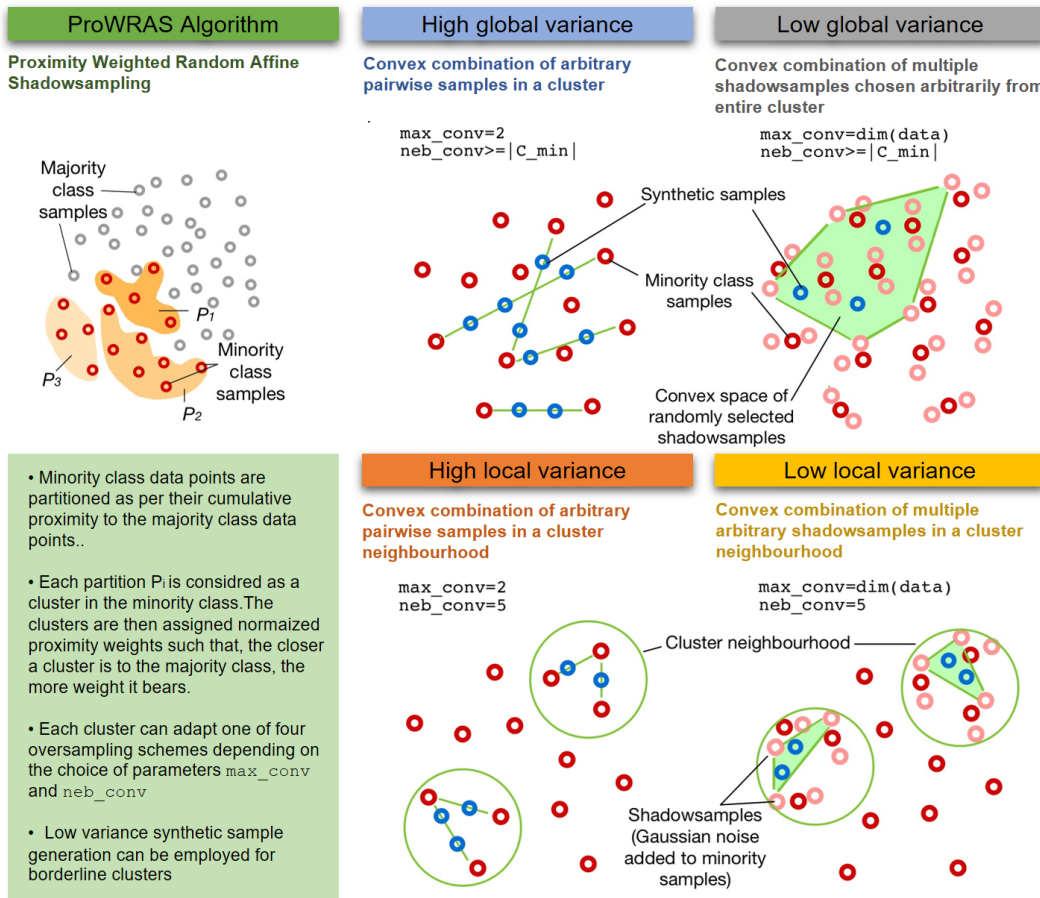 ProWRAS Algorithm
Proximity Weighted Random Affine
Shadowsampling
Majority
class
samples
P1
P3
P2
Minority
class
samples
• Minority class data points are
partitioned as per their cumulative
proximity to the majority class data
points..
• Each partition Pi is considred as a
cluster in the minority class.The
clusters are then assigned normaized
proximity weights such that, the closer
a cluster is to the majority class, the
more weight it bears.
• Each cluster can adapt one of four
oversampling schemes depending on
the choice of parameters max_conv
and neb_conv
• Low variance synthetic sample
generation can be employed for
borderline clusters
High global variance
Convex combination of arbitrary
pairwise samples in a cluster
max_conv=2
neb_conv>=|C_min|
Synthetic samples
Minority class
samples
Convex space of
randomly selected
shadowsamples
Low global variance
Convex combination of multiple
shadowsamples chosen arbitrarily from
entire cluster
max_conv=dim(data)
neb_conv>=|C_min|
High local variance
Convex combination of arbitrary
pairwise samples in a cluster
neighbourhood
max_conv=2
neb_conv=5
Cluster neighbourhood
Low local variance
Convex combination of multiple
arbitrary shadowsamples in a cluster
neighbourhood
max_conv=dim(data)
neb_conv=5
Shadowsamples
(Gaussian noise
added to minority
samples)